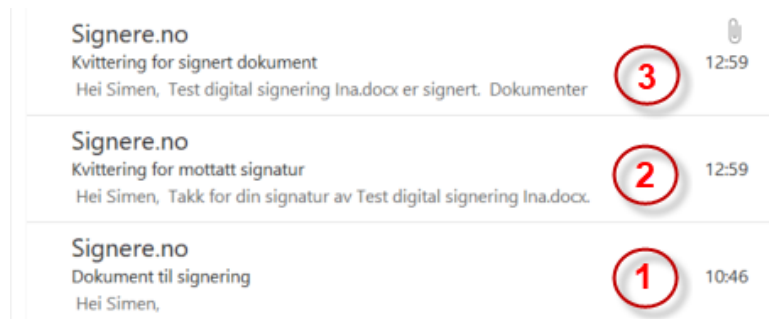 Signere.no
Kvittering for signert dokument
12:59
Hei Simen, Test digital signering Ina.docx er signert. Dokumenter
3
Signere.no
Kvittering for mottatt signatur
12:59
Hei Simen, Takk for din signatur av Test digital signering Ina.docx.
2
Signere.no
Dokument til signering
10:46
Hei Simen,
1